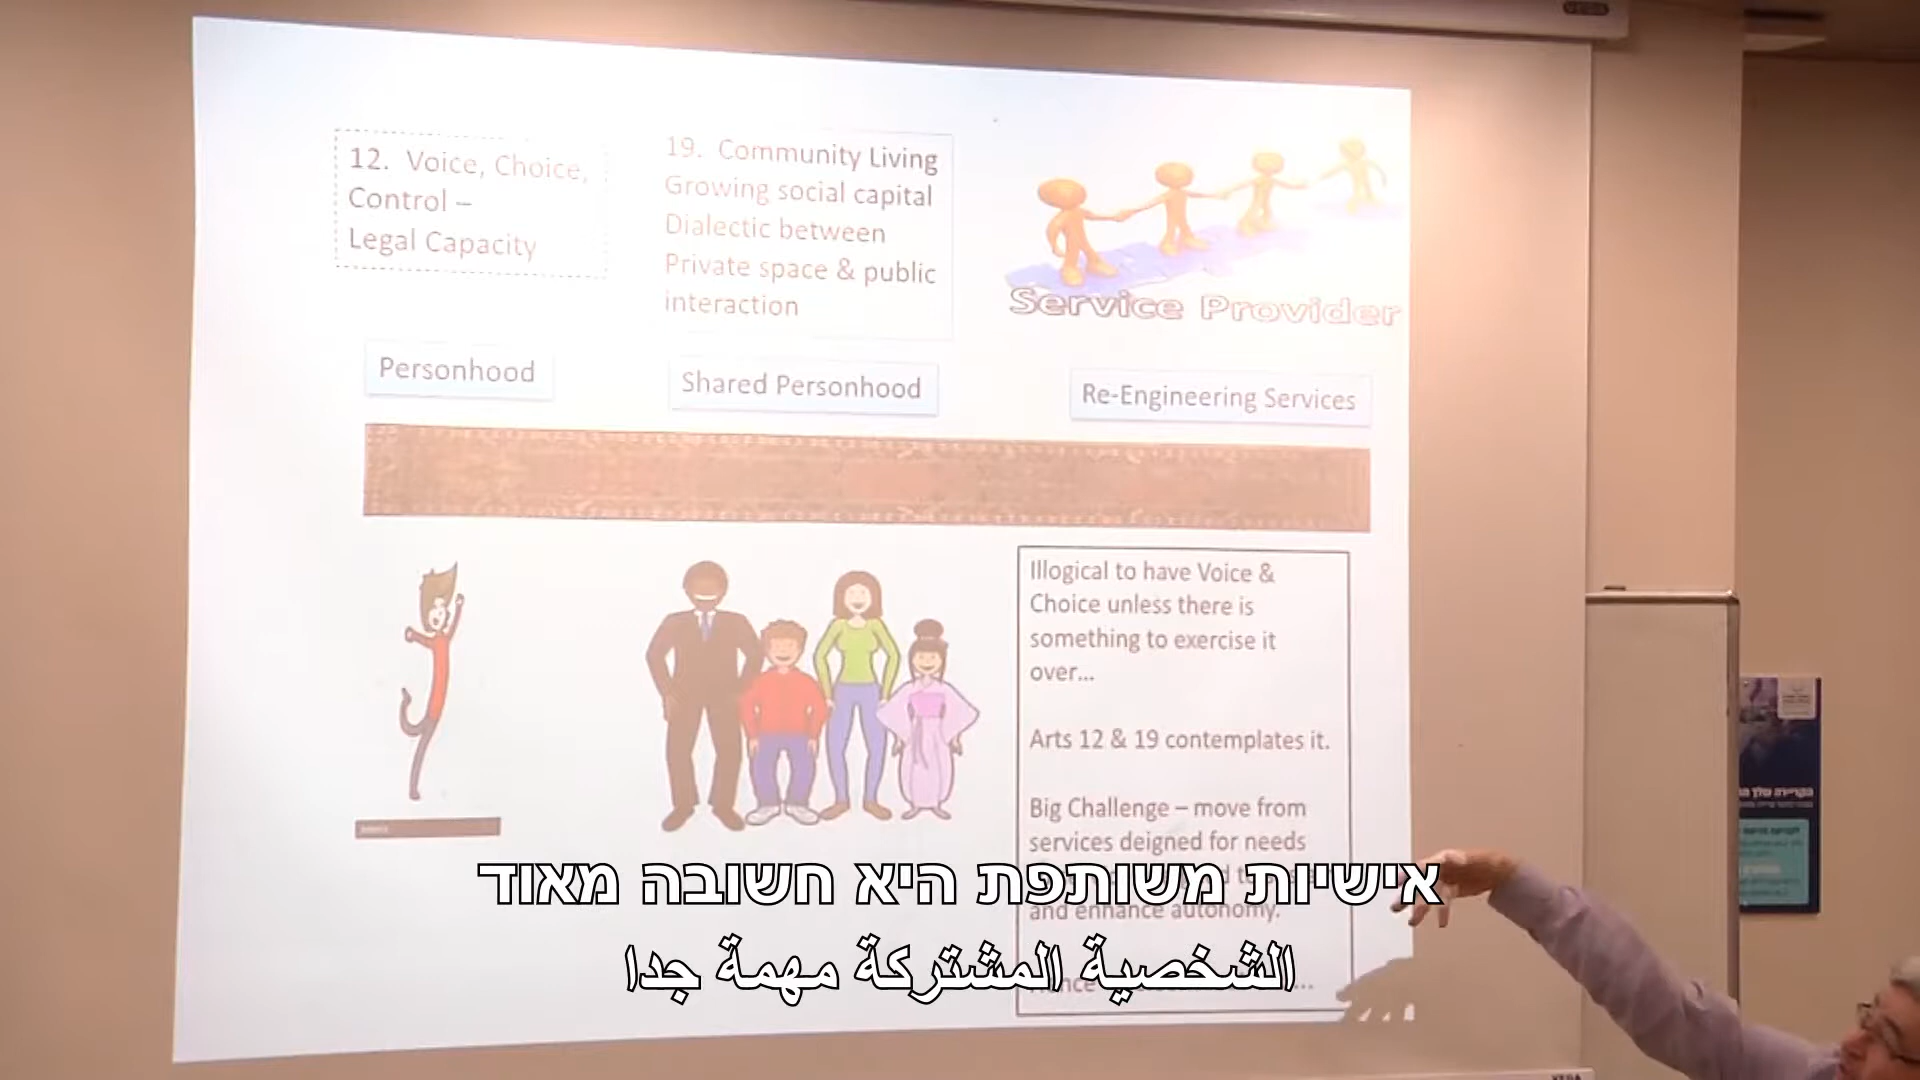 12. Voice, Choice,
Control –
Legal Capacity
19. Community Living
Growing social capital
Dialectic between
Private space & public
interaction
Service Provider
Personhood
Shared Personhood
Re-Engineering Services
Illogical to have Voice &
Choice unless there is
something to exercise it
over...
Arts 12 & 19 contemplates it.
Big Challenge – move from
services deigned for needs
and enhance autonomy.
אישיות משותפת היא חשובה מאוד
الشخصية المشتركة مهمة جدا
VEGA